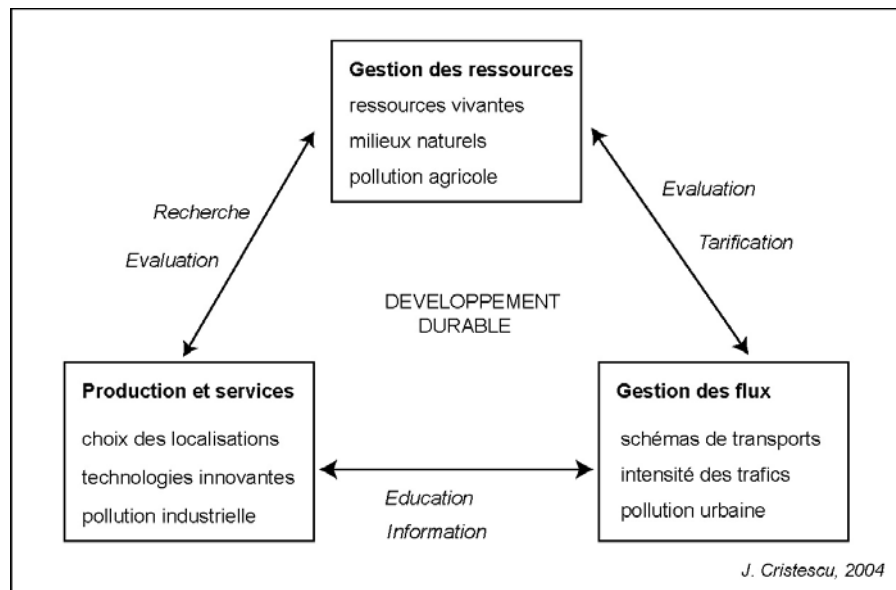 Gestion des ressources
ressources vivantes
milieux naturels
pollution agricole
Recherche
Evaluation
Evaluation
Tarification
DEVELOPPEMENT
DURABLE
Production et services
choix des localisations
technologies innovantes
pollution industrielle
Education
Information
Gestion des flux
schémas de transports
intensité des trafics
pollution urbaine
J. Cristescu, 2004